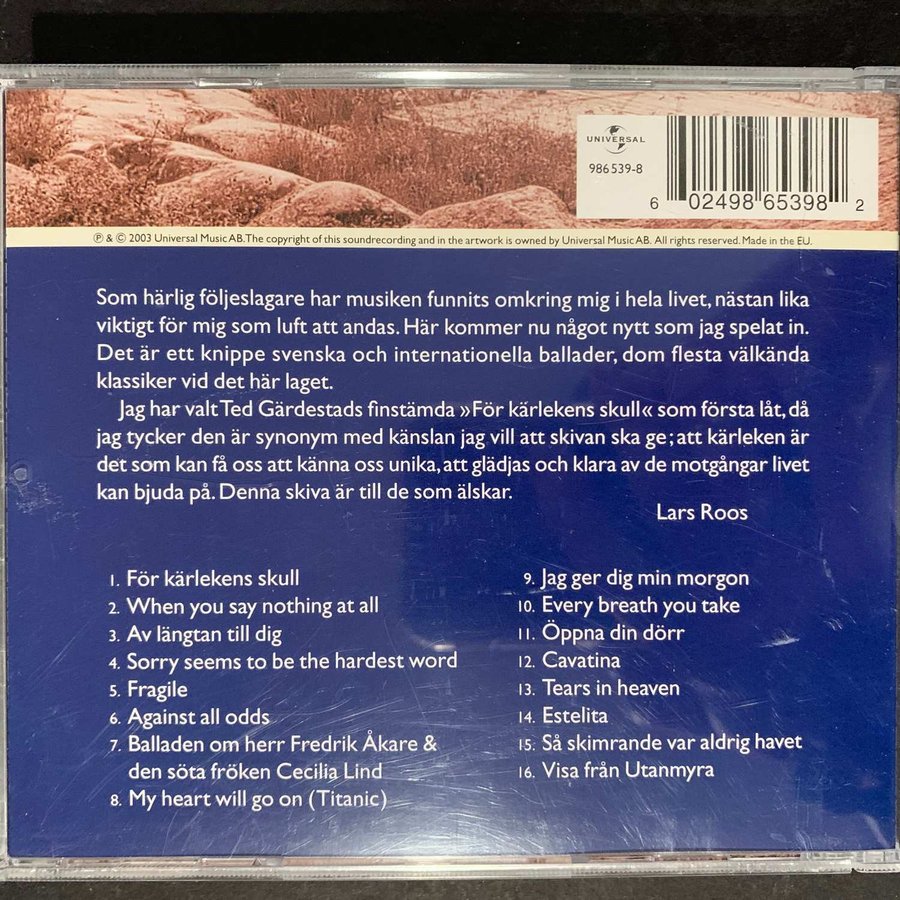 UNIVERSAL
986 539-8
6 02498 65398 2
℗ & © 2003 Universal Music AB. The copyright of this soundrecording and in the artwork is owned by Universal Music AB. All rights reserved. Made in the EU.
Som härlig följeslagare har musiken funnits omkring mig i hela livet, nästan lika
viktigt för mig som luft att andas. Här kommer nu något nytt som jag spelat in.
Det är ett knippe svenska och internationella ballader, dom flesta välkända
klassiker vid det här laget.
Jag har valt Ted Gärdestads finstämda »För kärlekens skull« som första låt, då
jag tycker den är synonym med känslan jag vill att skivan ska ge; att kärleken är
det som kan få oss att känna oss unika, att glädjas och klara av de motgångar livet
kan bjuda på. Denna skiva är till de som älskar.
Lars Roos
1. För kärlekens skull
2. When you say nothing at all
3. Av längtan till dig
4. Sorry seems to be the hardest word
5. Fragile
6. Against all odds
7. Balladen om herr Fredrik Åkare &
den söta fröken Cecilia Lind
8. My heart will go on (Titanic)
9. Jag ger dig min morgon
10. Every breath you take
11. Öppna din dörr
12. Cavatina
13. Tears in heaven
14. Estelita
15. Så skimrande var aldrig havet
16. Visa från Utanmyra